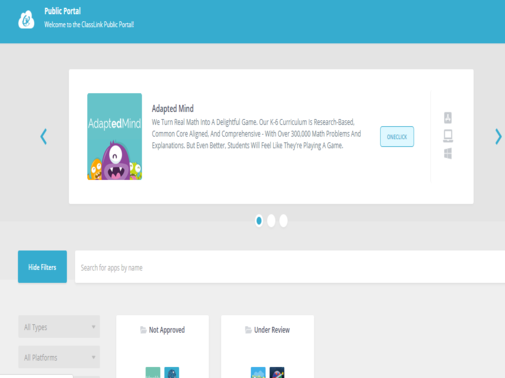 Public Portal
Welcome to the ClassLink Public Portal!
AdaptedMind
Adapted Mind
We Turn Real Math Into A Delightful Game. Our K-6 Curriculum Is Research-Based,
Common Core Aligned, And Comprehensive - With Over 300,000 Math Problems And
Explanations. But Even Better, Students Will Feel Like They're Playing A Game.
ONECLICK
Hide Filters
Search for apps by name
All Types
Not Approved
Under Review
All Platforms